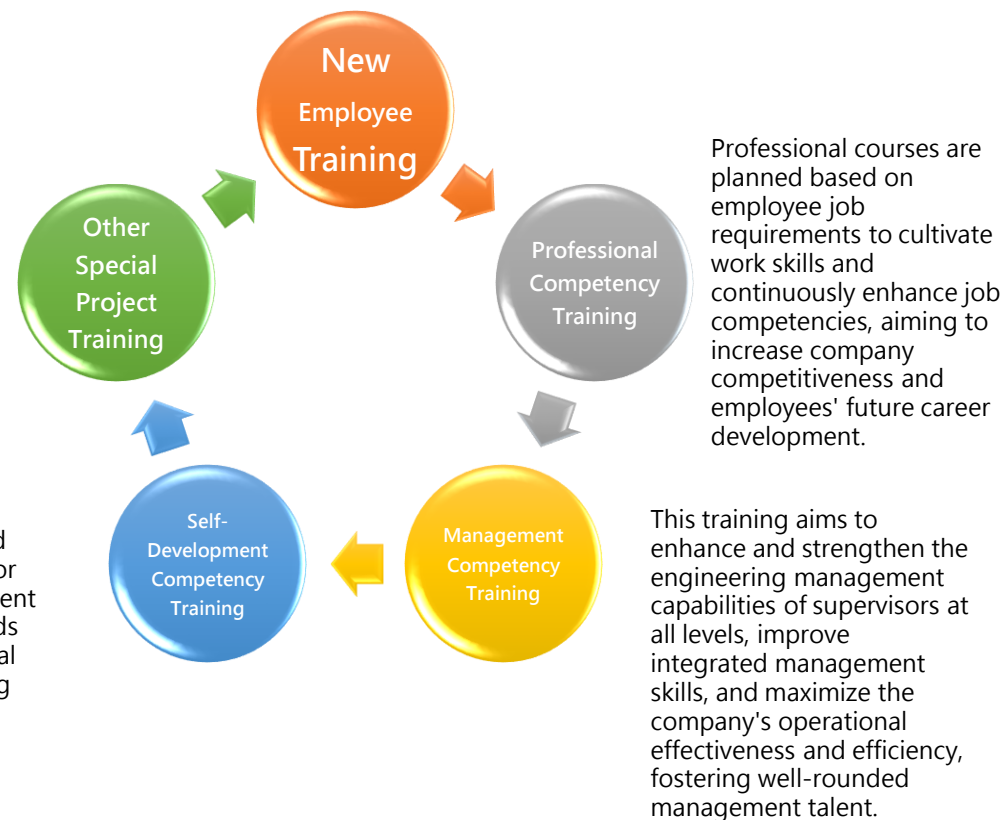 New
Employee
Training
Professional
Competency
Training
Professional courses are
planned based on
employee job
requirements to cultivate
work skills and
continuously enhance job
competencies, aiming to
increase company
competitiveness and
employees' future career
development.
Management
Competency
Training
This training aims to
enhance and strengthen the
engineering management
capabilities of supervisors at
all levels, improve
integrated management
skills, and maximize the
company's operational
effectiveness and efficiency,
fostering well-rounded
management talent.
Self-
Development
Competency
Training
Other
Special
Project
Training